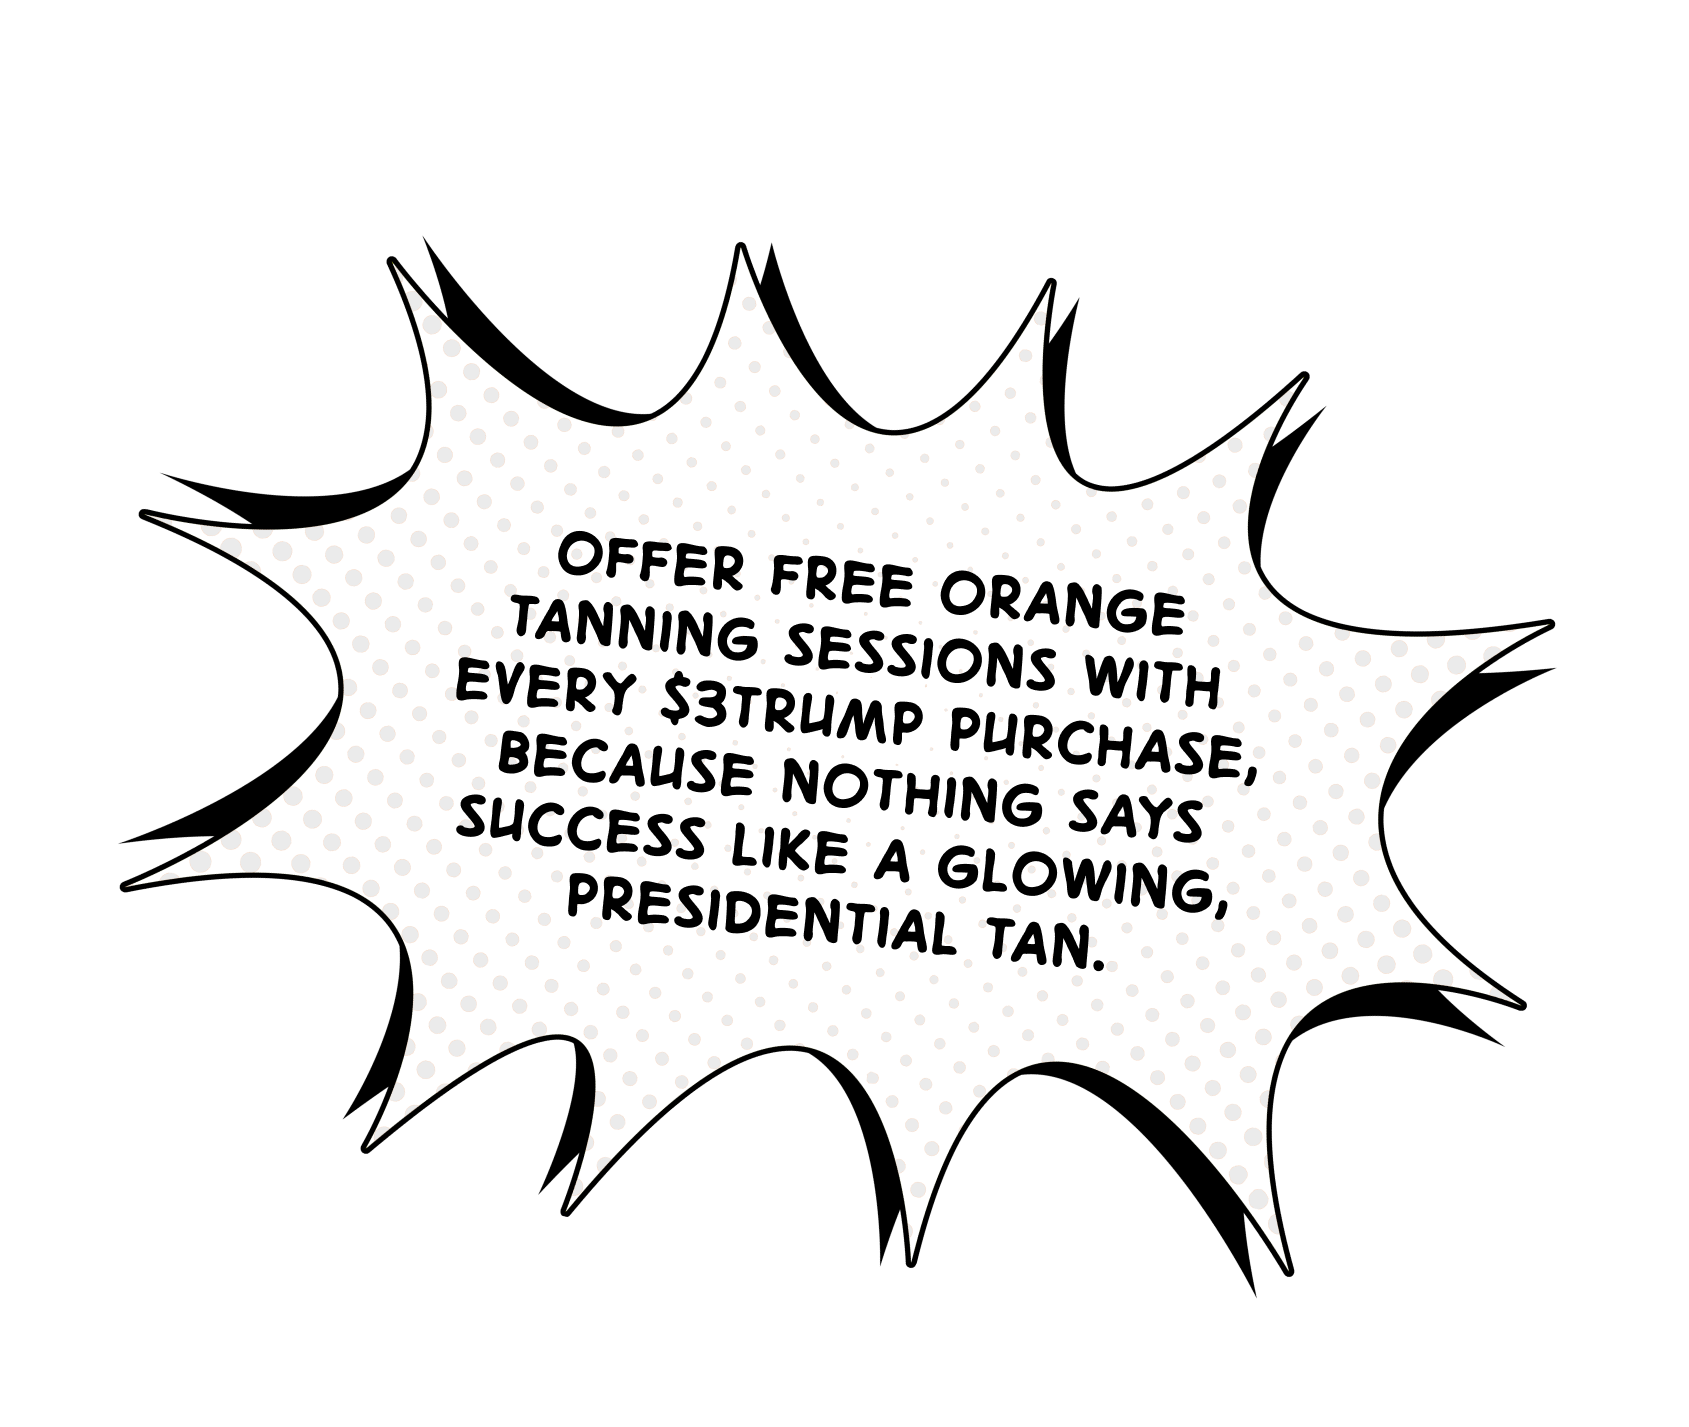 OFFER FREE ORANGE
TANNING SESSIONS WITH
EVERY $3TRUMP PURCHASE,
BECAUSE NOTHING SAYS
SUCCESS LIKE A GLOWING,
PRESIDENTIAL TAN.